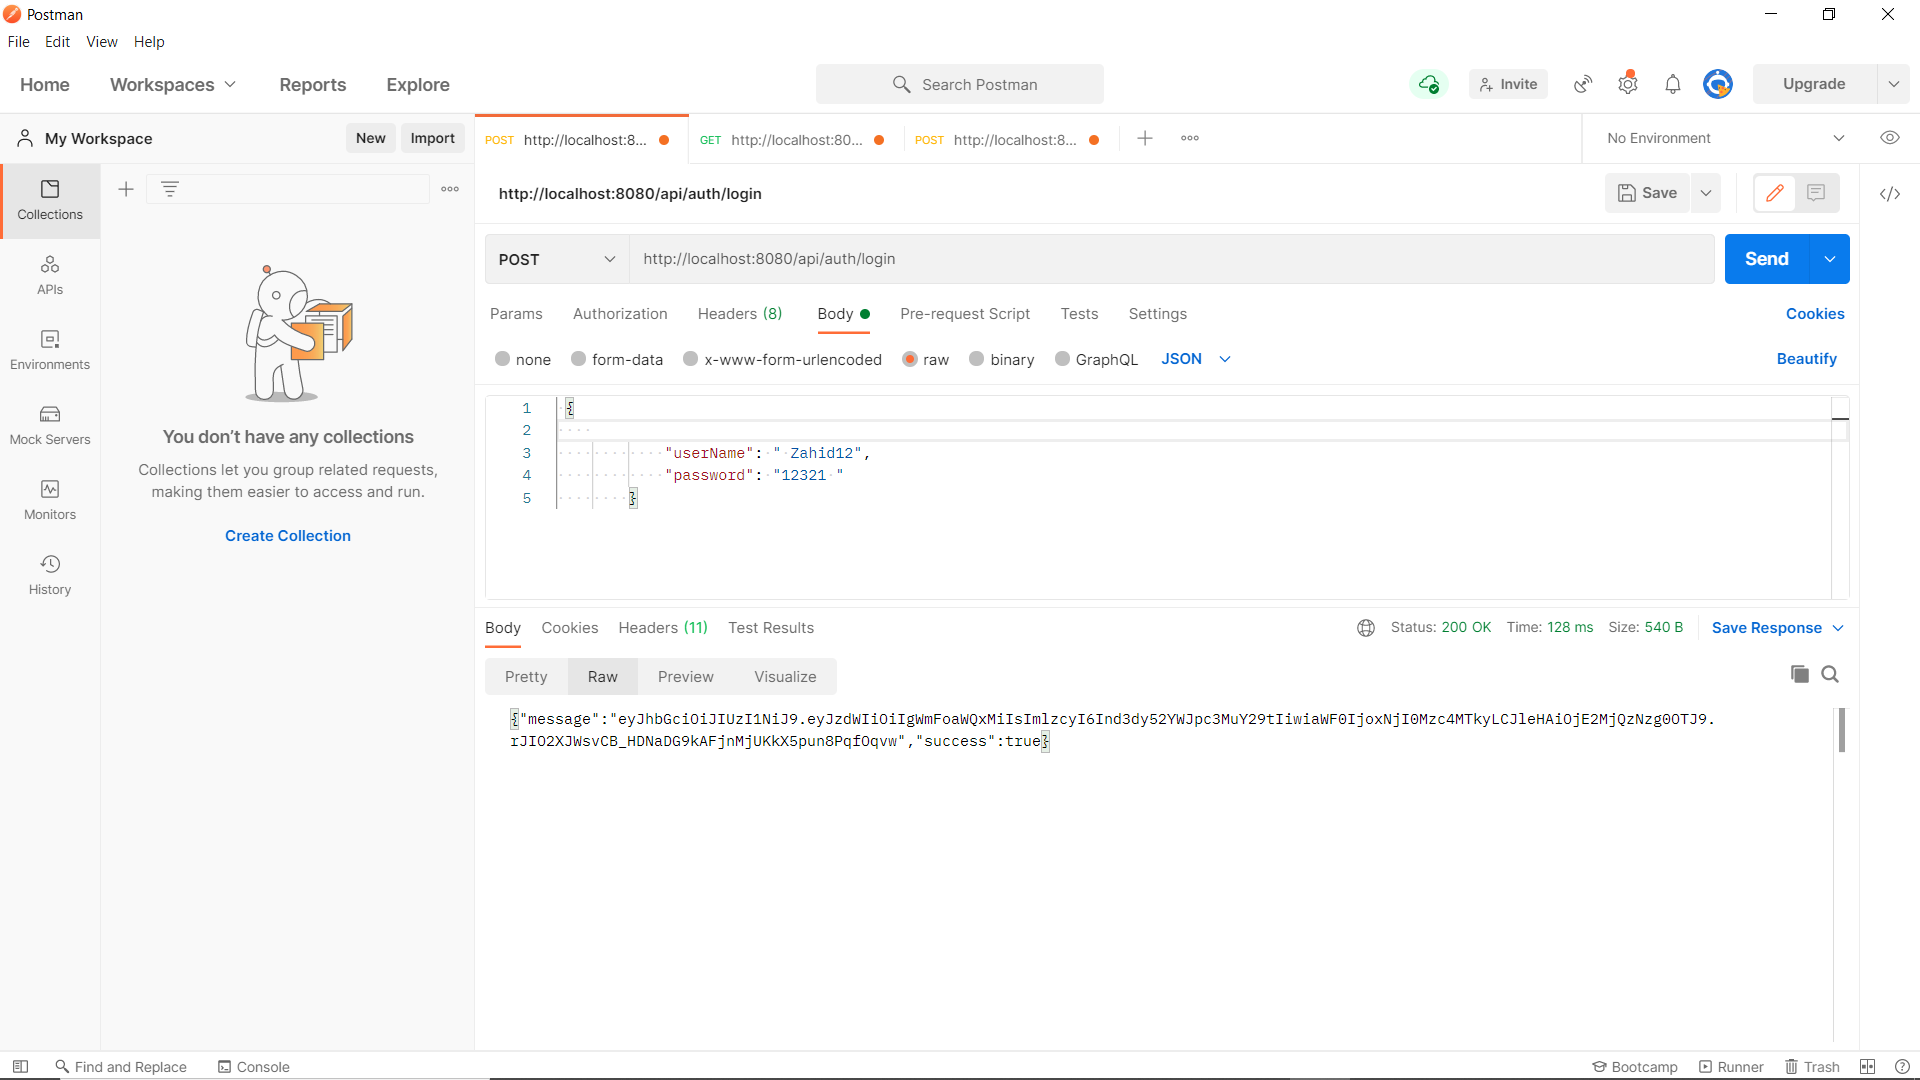 Postman
File Edit View Help
Home Workspaces Reports Explore Search Postman Invite Upgrade
My Workspace New Import
POST http://localhost:8... GET http://localhost:80... POST http://localhost:8... No Environment
http://localhost:8080/api/auth/login Save
POST http://localhost:8080/api/auth/login Send
Params Authorization Headers (8) Body Pre-request Script Tests Settings Cookies
none form-data x-www-form-urlencoded raw binary GraphQL JSON Beautify
1 {
2
3 "userName": " Zahid12",
4 "password": "12321 "
5 }
Collections
APIs
Environments
Mock Servers
Monitors
History
You don’t have any collections
Collections let you group related requests,
making them easier to access and run.
Create Collection
Body Cookies Headers (11) Test Results Status: 200 OK Time: 128 ms Size: 540 B Save Response
Pretty Raw Preview Visualize
{"message":"eyJhbGciOiJIUzI1NiJ9.eyJzdWIiOiIgWmFoaWQxMiIsImlzcyI6Ind3dy52YWJpc3MuY29tIiwiaWF0IjoxNjI0Mzc4MTkyLCJleHAiOjE2MjQzNzg0OTJ9.
rJIO2XJWsvCB_HDNaDG9kAFjnMjUKkX5pun8PqfOqvw","success":true}
Find and Replace Console Bootcamp Runner Trash